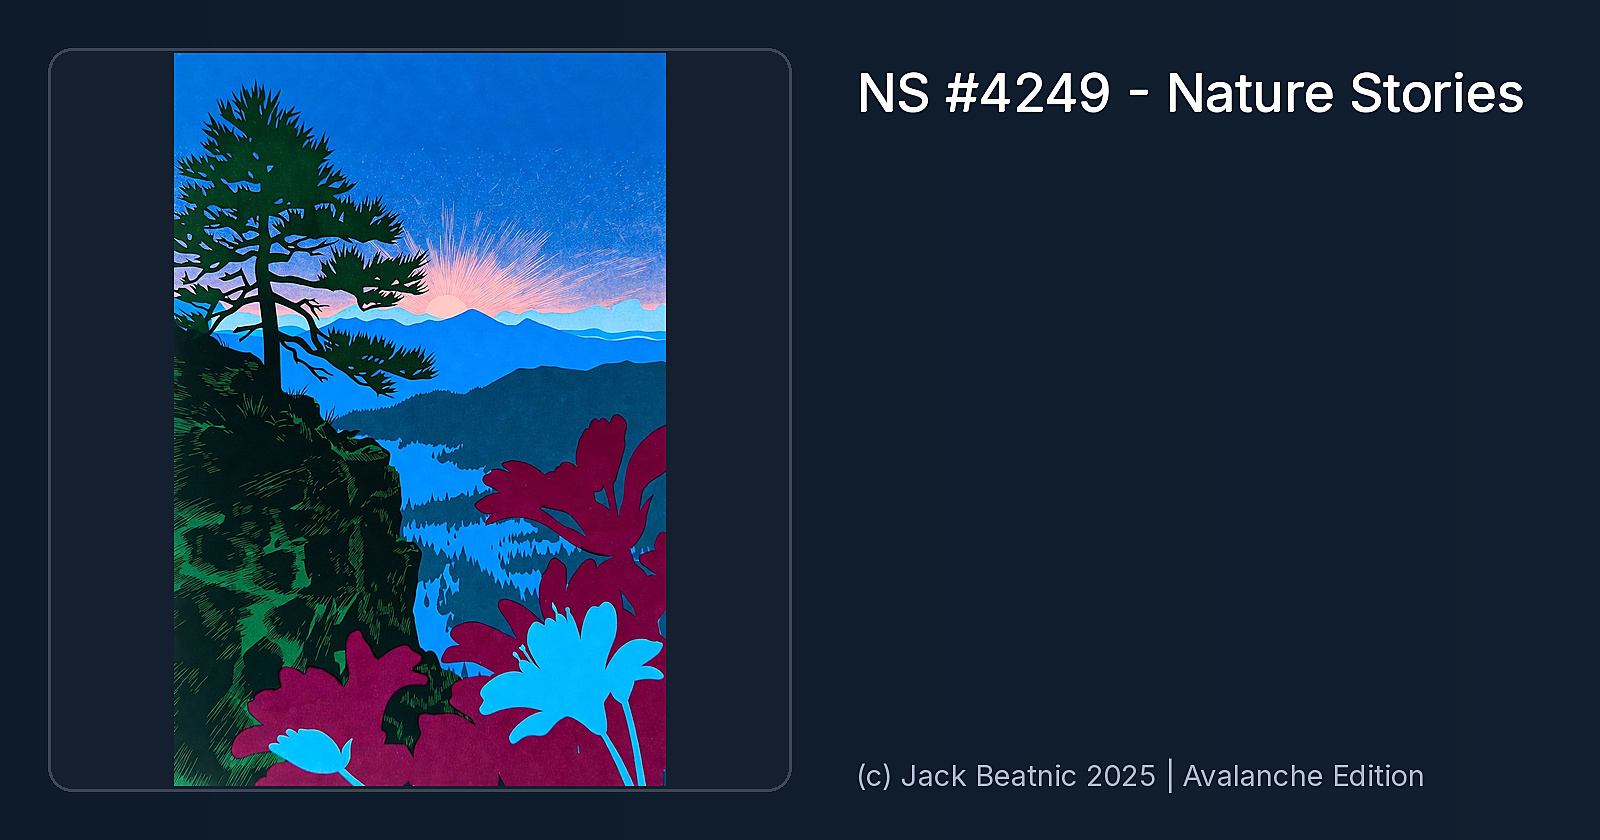 NS #4249 - Nature Stories
(c) Jack Beatnic 2025 | Avalanche Edition